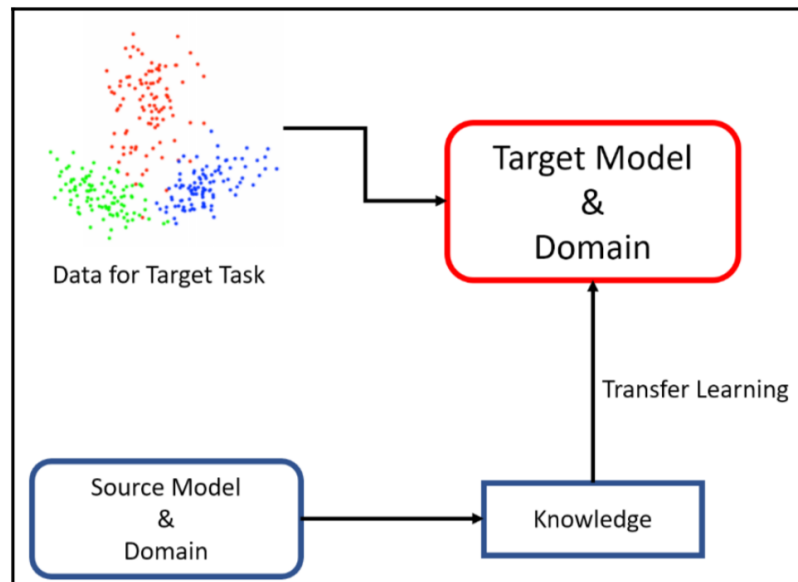 Target Model
&
Domain
Data for Target Task
Transfer Learning
Source Model
&
Domain
Knowledge